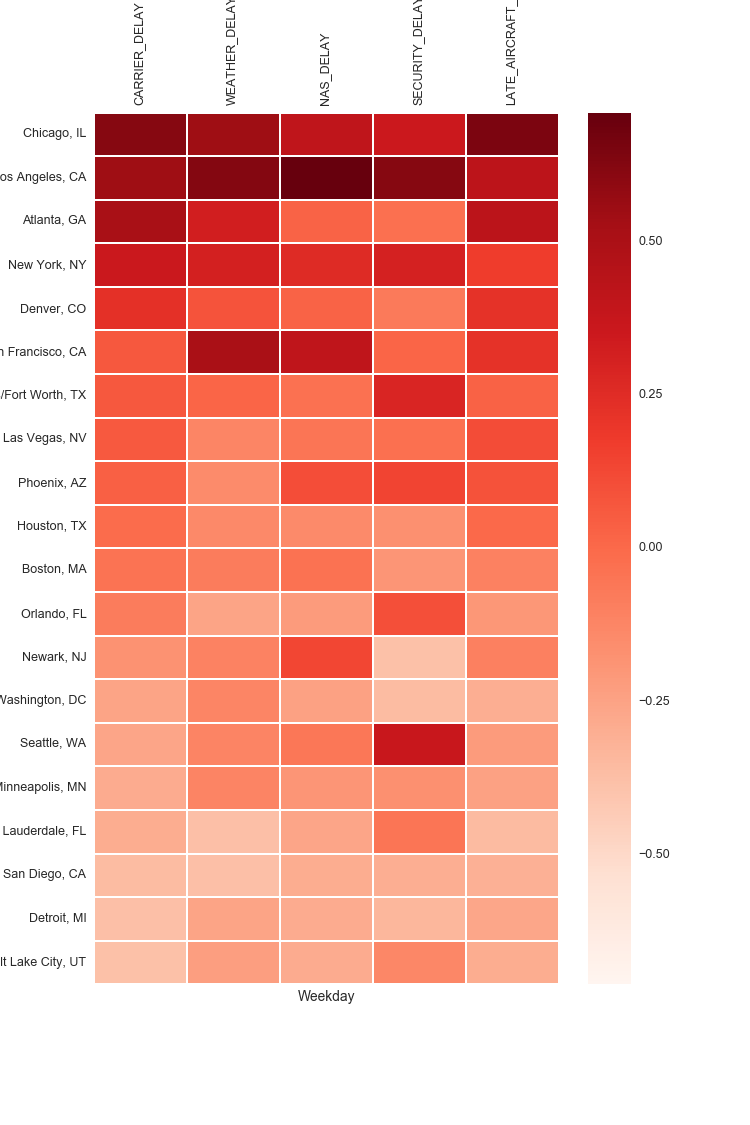 CARRIER_DELAY
WEATHER_DELAY
NAS_DELAY
SECURITY_DELAY
LATE_AIRCRAFT_
Chicago, IL
os Angeles, CA
Atlanta, GA
New York, NY
Denver, CO
n Francisco, CA
/Fort Worth, TX
Las Vegas, NV
Phoenix, AZ
Houston, TX
Boston, MA
Orlando, FL
Newark, NJ
Washington, DC
Seattle, WA
Minneapolis, MN
Lauderdale, FL
San Diego, CA
Detroit, MI
lt Lake City, UT
Weekday
0.50
0.25
0.00
−0.25
−0.50